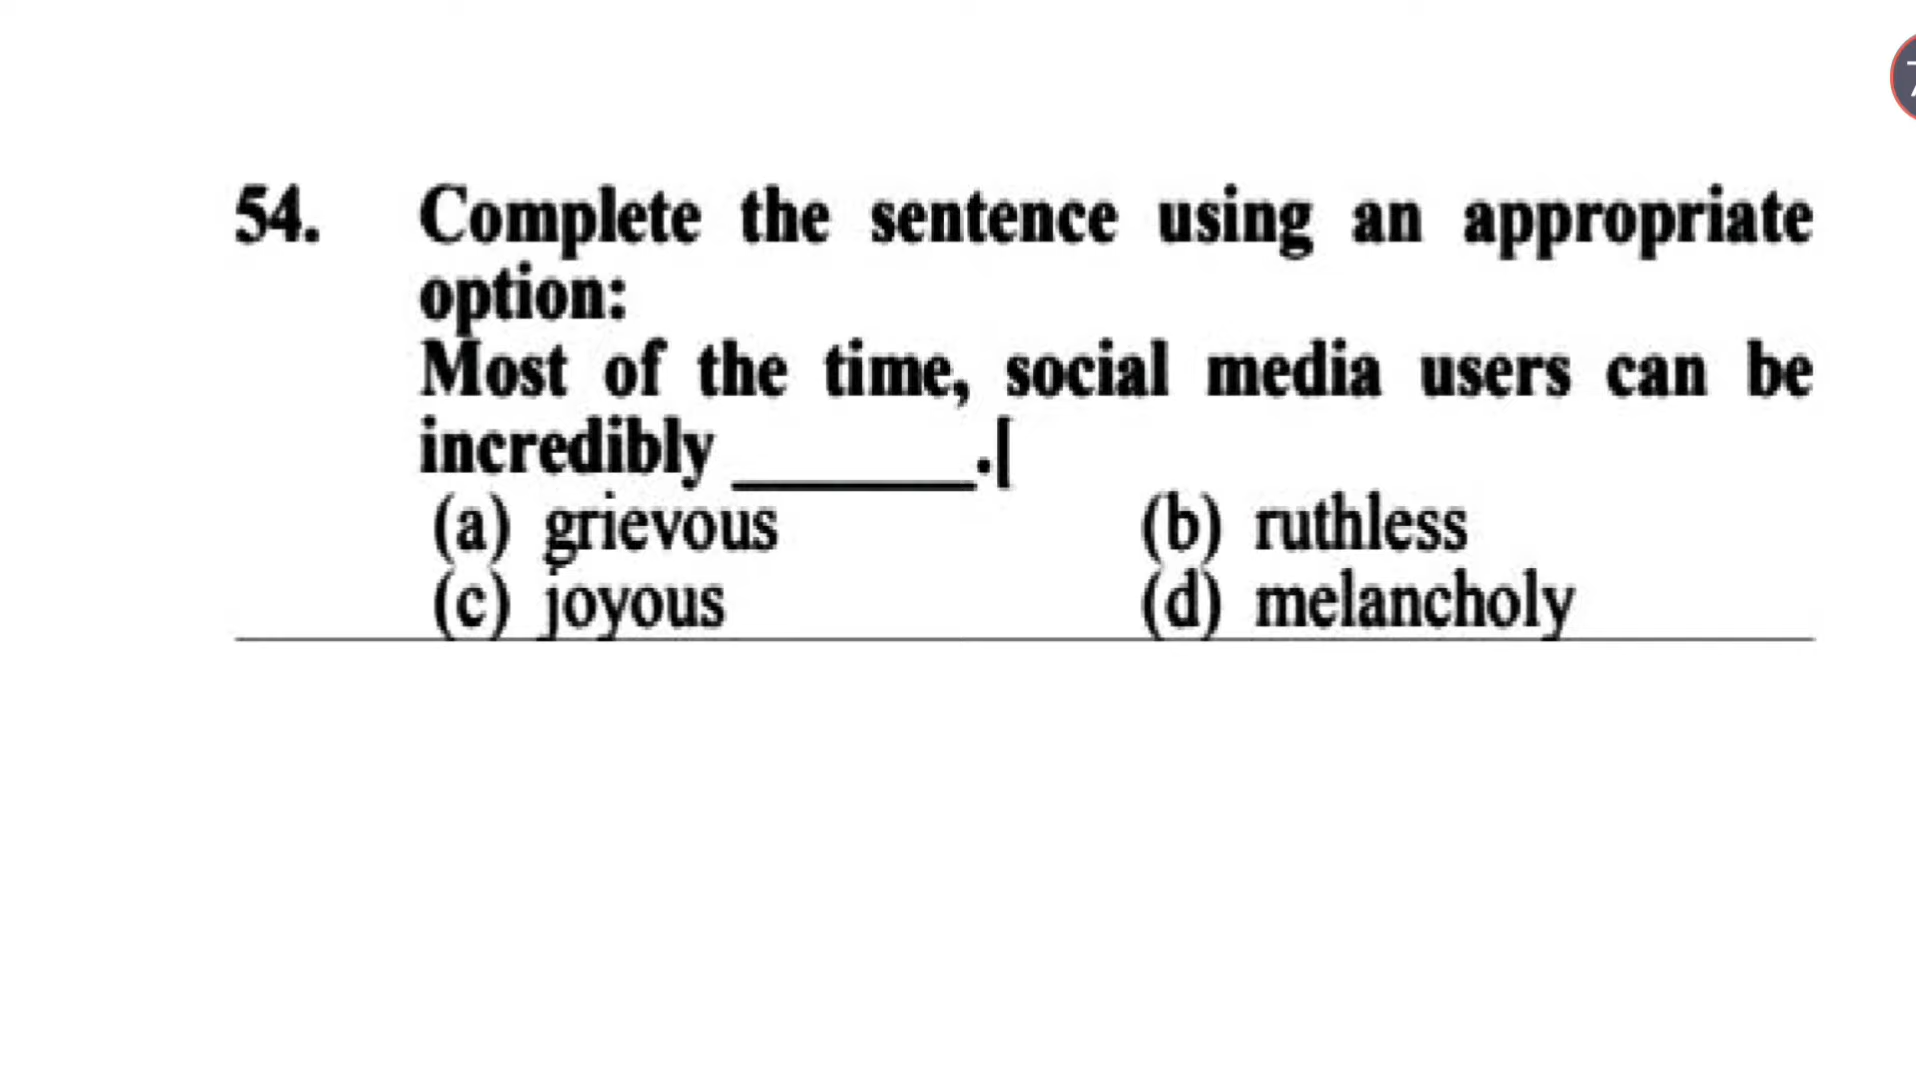 54. Complete the sentence using an appropriate
option:
Most of the time, social media users can be
incredibly ______.[
(a) grievous (b) ruthless
(c) joyous (d) melancholy